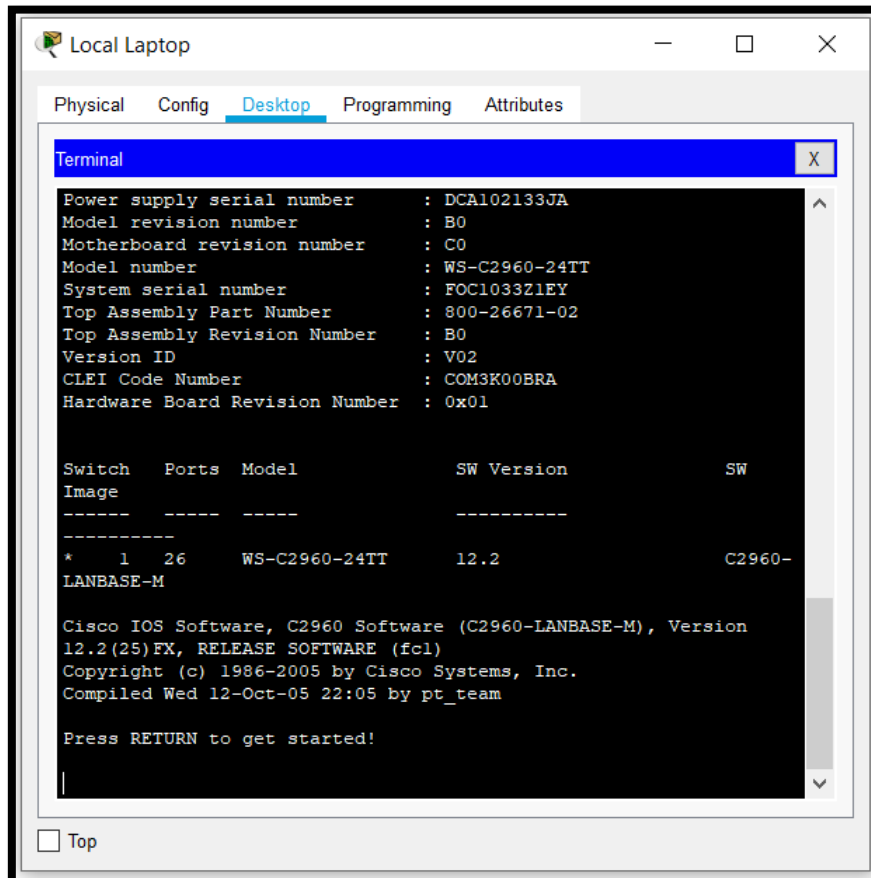 Local Laptop
Physical Config Desktop Programming Attributes
Terminal X
Power supply serial number : DCA102133JA
Model revision number : B0
Motherboard revision number : C0
Model number : WS-C2960-24TT
System serial number : FOC1033Z1EY
Top Assembly Part Number : 800-26671-02
Top Assembly Revision Number : B0
Version ID : V02
CLEI Code Number : COM3K00BRA
Hardware Board Revision Number : 0x01
Switch Ports Model SW Version SW
Image
------ ----- ----- ---------- 
----------
* 1 26 WS-C2960-24TT 12.2 C2960-
LANBASE-M
Cisco IOS Software, C2960 Software (C2960-LANBASE-M), Version
12.2(25)FX, RELEASE SOFTWARE (fc1)
Copyright (c) 1986-2005 by Cisco Systems, Inc.
Compiled Wed 12-Oct-05 22:05 by pt_team
Press RETURN to get started!
Top